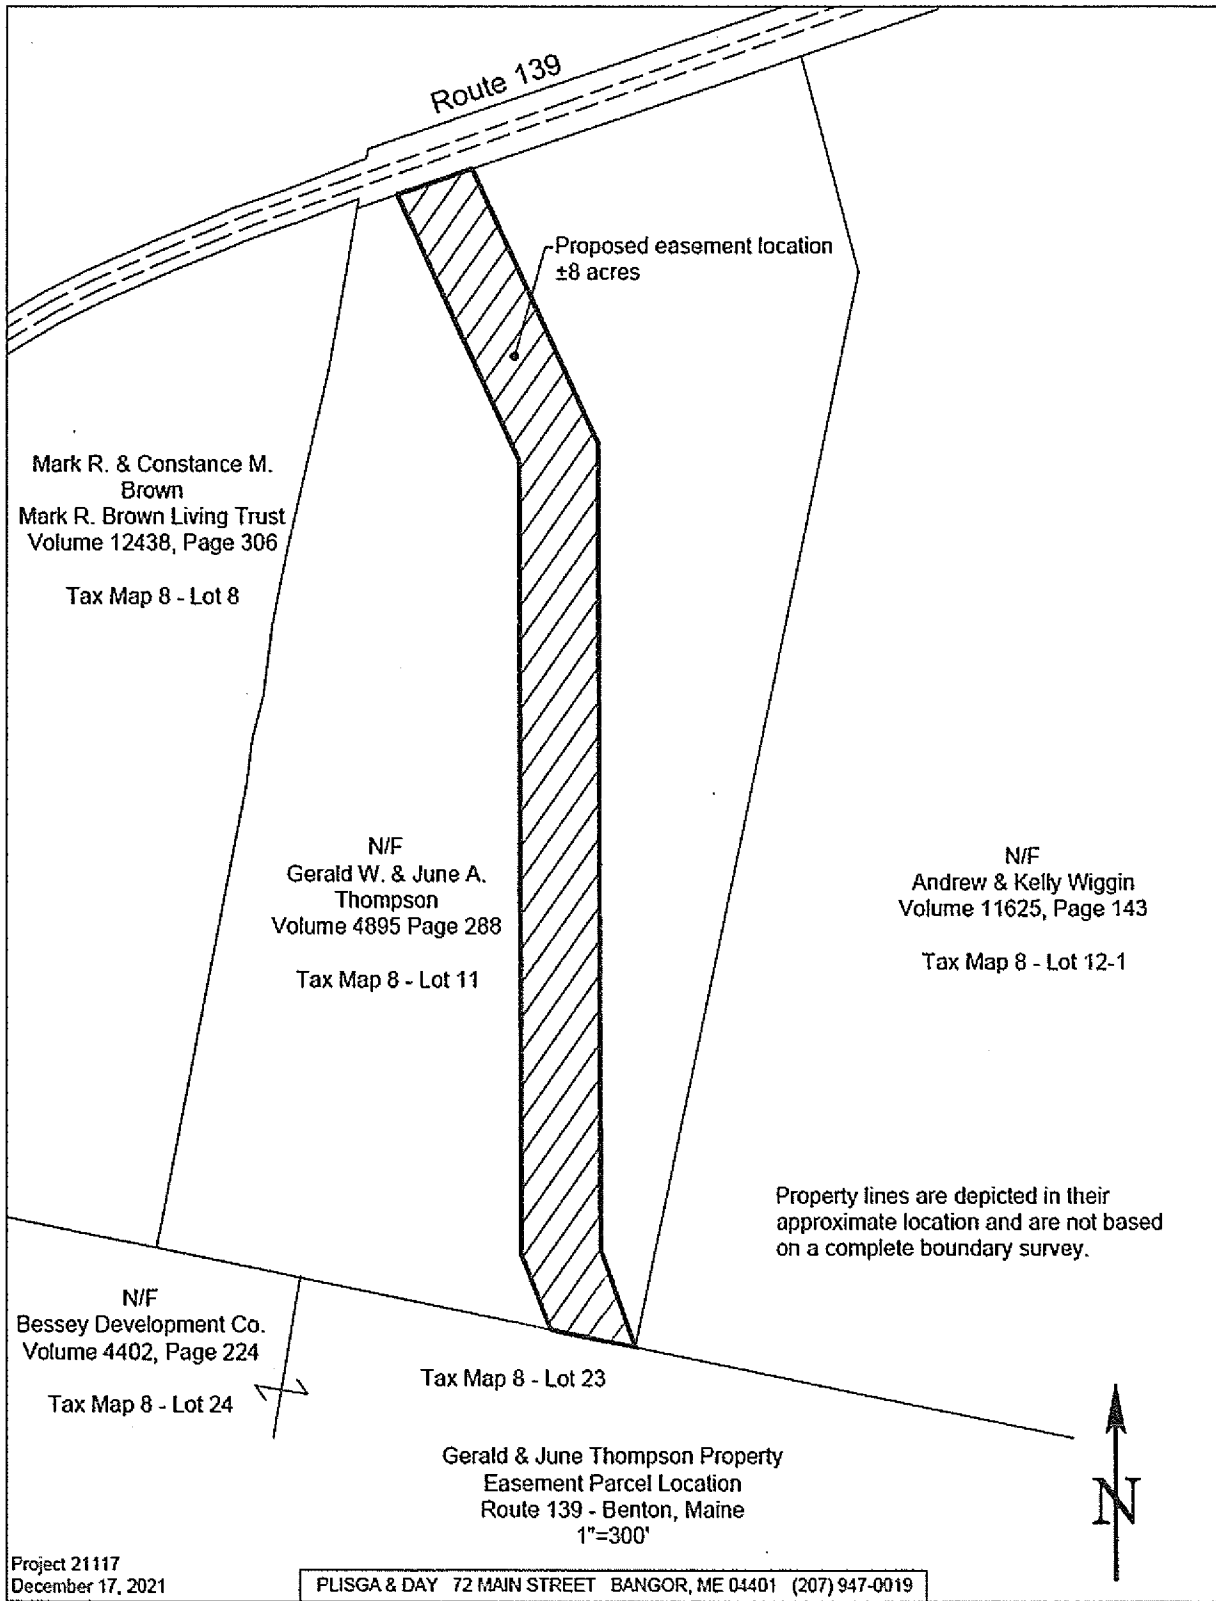 Route 139
Proposed easement location
±8 acres
Mark R. & Constance M.
Brown
Mark R. Brown Living Trust
Volume 12438, Page 306
Tax Map 8 - Lot 8
N/F
Gerald W. & June A.
Thompson
Volume 4895 Page 288
Tax Map 8 - Lot 11
N/F
Andrew & Kelly Wiggin
Volume 11625, Page 143
Tax Map 8 - Lot 12-1
Property lines are depicted in their
approximate location and are not based
on a complete boundary survey.
N/F
Bessey Development Co.
Volume 4402, Page 224
Tax Map 8 - Lot 24
Tax Map 8 - Lot 23
Gerald & June Thompson Property
Easement Parcel Location
Route 139 - Benton, Maine
1"=300'
N
Project 21117
December 17, 2021
PLISGA & DAY 72 MAIN STREET BANGOR, ME 04401 (207) 947-0019